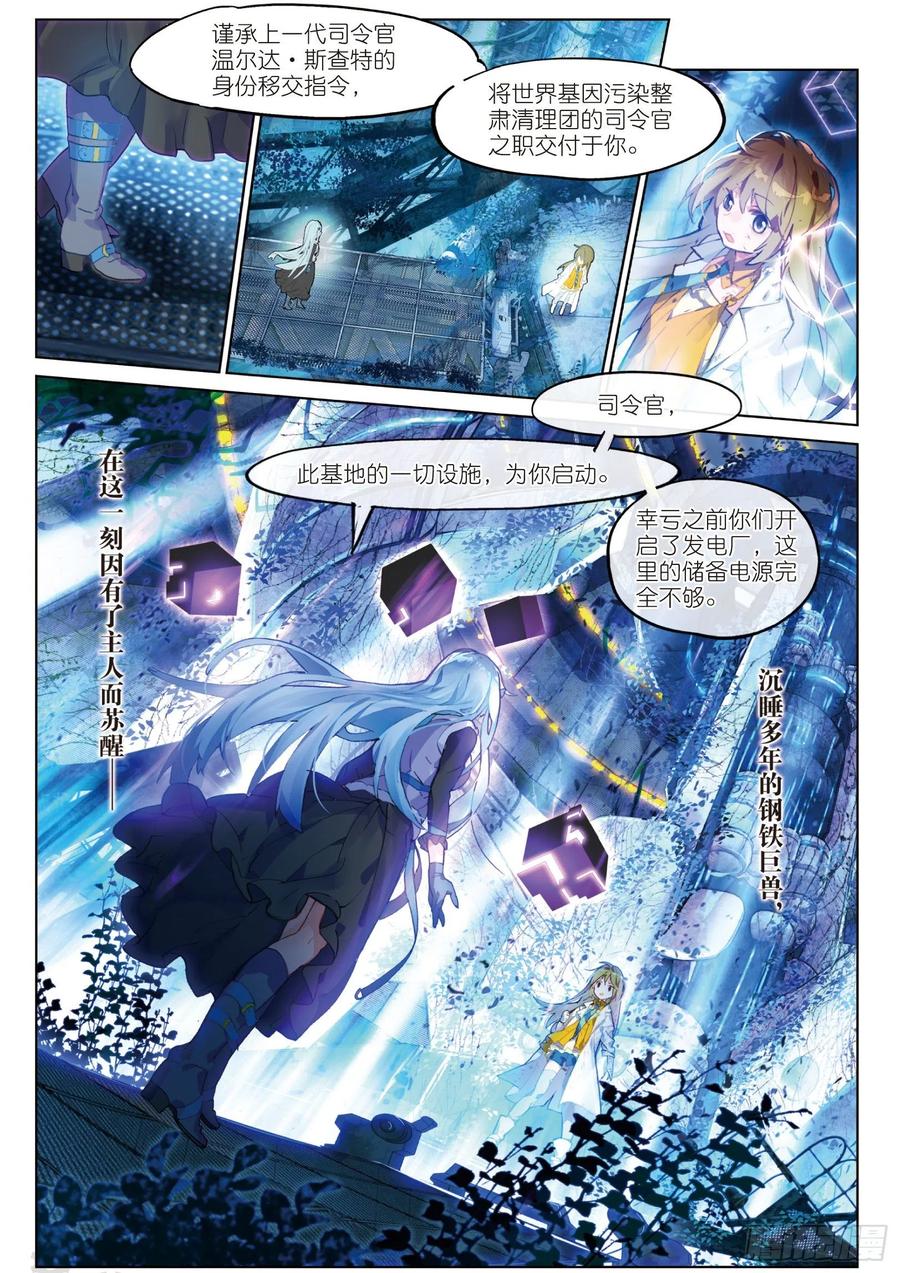 谨承上一代司令官
温尔达·斯查特的
身份移交指令，
将世界基因污染整
肃清理团的司令官
之职交付于你。
司令官，
此基地的一切设施，为你启动。
幸亏之前你们开
启了发电厂，这
里的储备电源完
全不够。
沉睡多年的钢铁巨兽，
在这一刻因有了主人而苏醒——
腾讯动漫